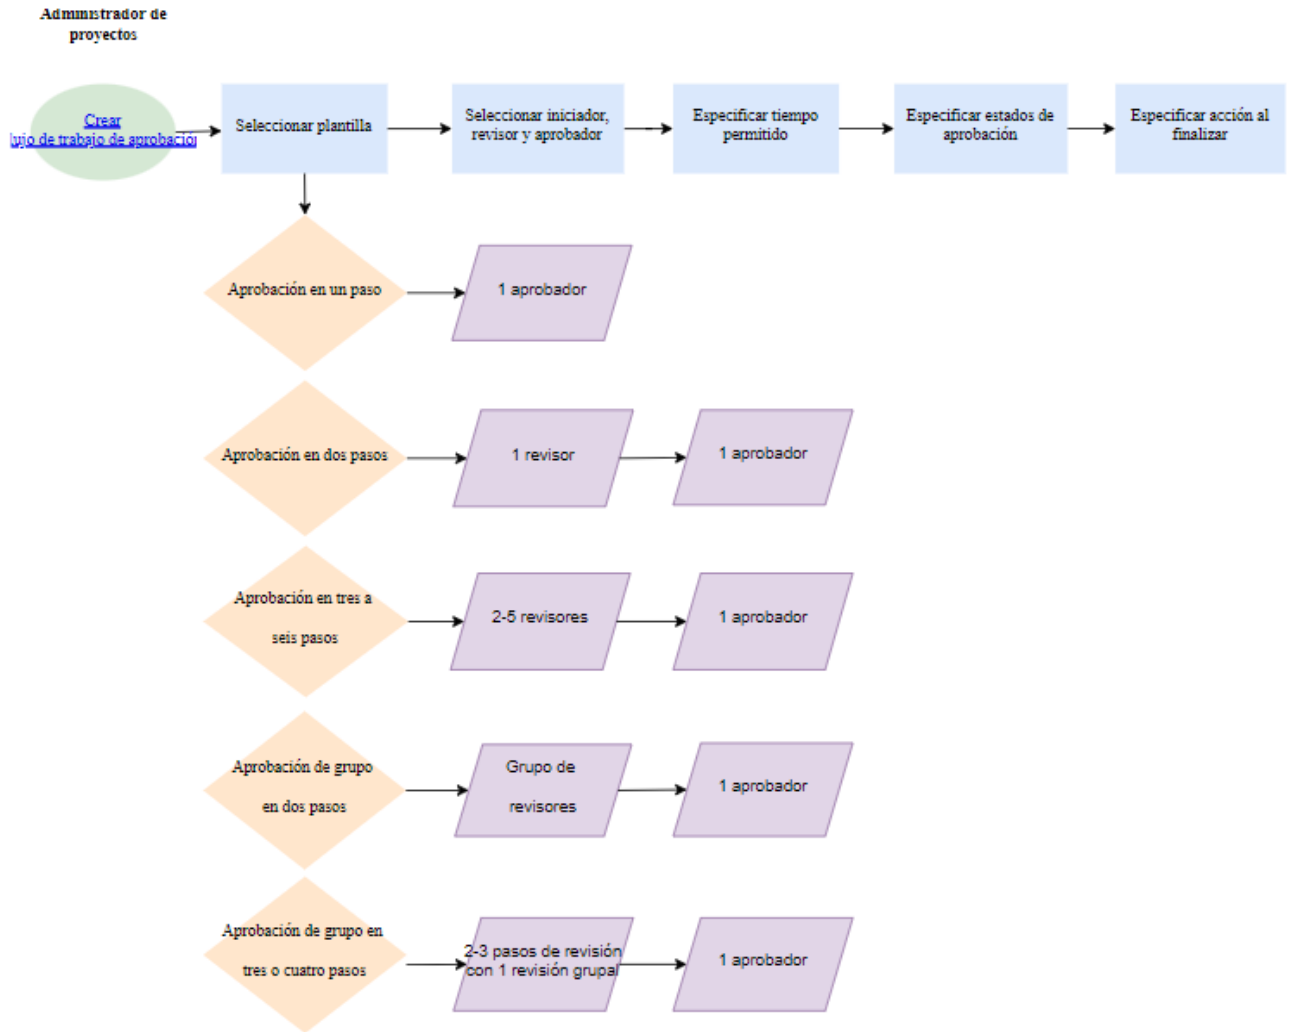 Administrador de
proyectos
Crear
ujo de trabajo de aprobación
Seleccionar plantilla
Seleccionar iniciador,
revisor y aprobador
Especificar tiempo
permitido
Especificar estados de
aprobación
Especificar acción al
finalizar
Aprobación en un paso
1 aprobador
Aprobación en dos pasos
1 revisor
1 aprobador
Aprobación en tres a
seis pasos
2-5 revisores
1 aprobador
Aprobación de grupo
en dos pasos
Grupo de
revisores
1 aprobador
Aprobación de grupo en
tres o cuatro pasos
2-3 pasos de revisión
con 1 revisión grupal
1 aprobador